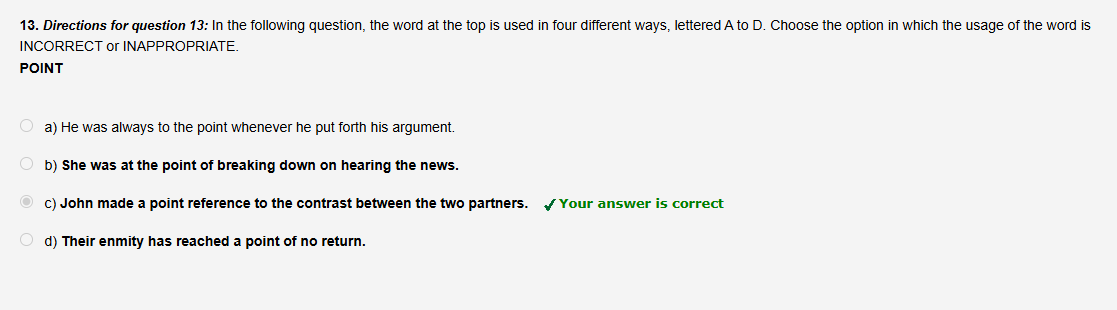 13. Directions for question 13: In the following question, the word at the top is used in four different ways, lettered A to D. Choose the option in which the usage of the word is
INCORRECT or INAPPROPRIATE.
POINT
a) He was always to the point whenever he put forth his argument.
b) She was at the point of breaking down on hearing the news.
c) John made a point reference to the contrast between the two partners. ✓Your answer is correct
d) Their enmity has reached a point of no return.